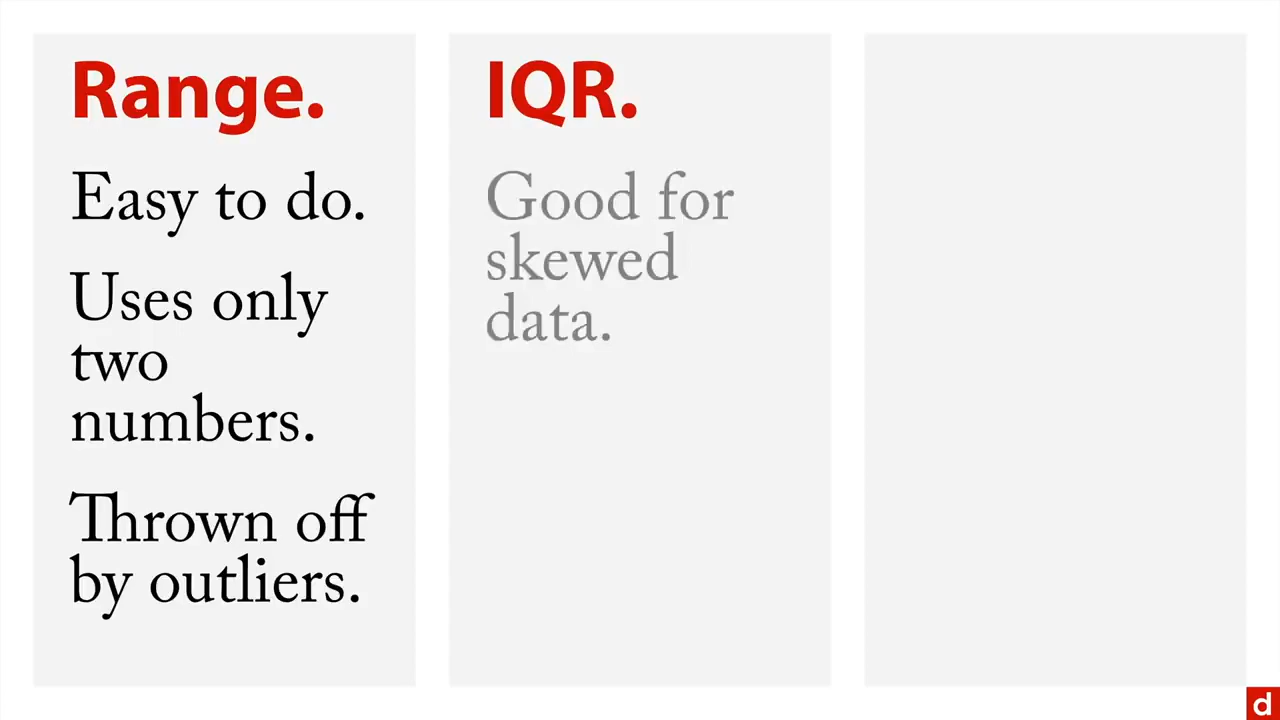 Range.
Easy to do.
Uses only
two
numbers.
Thrown off
by outliers.
IQR.
Good for
skewed
data.
d